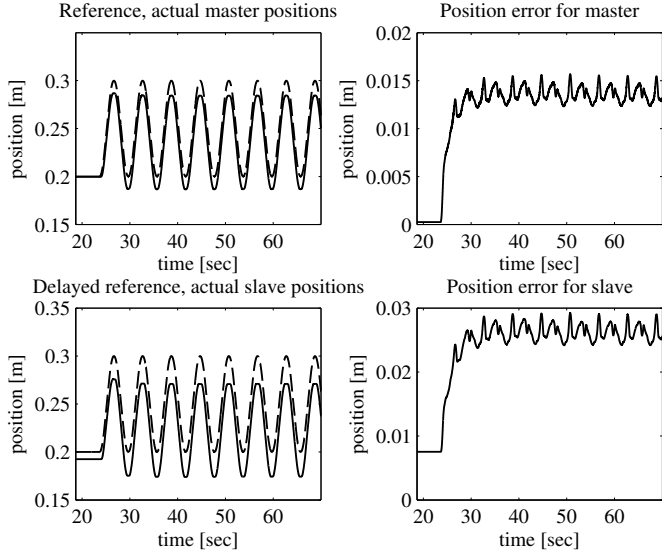 Reference, actual master positions
position [m]
0.3
0.25
0.2
0.15
20 30 40 50 60
time [sec]
Position error for master
position [m]
0.02
0.015
0.01
0.005
0
20 30 40 50 60
time [sec]
Delayed reference, actual slave positions
position [m]
0.3
0.25
0.2
0.15
20 30 40 50 60
time [sec]
Position error for slave
position [m]
0.03
0.02
0.01
0
20 30 40 50 60
time [sec]